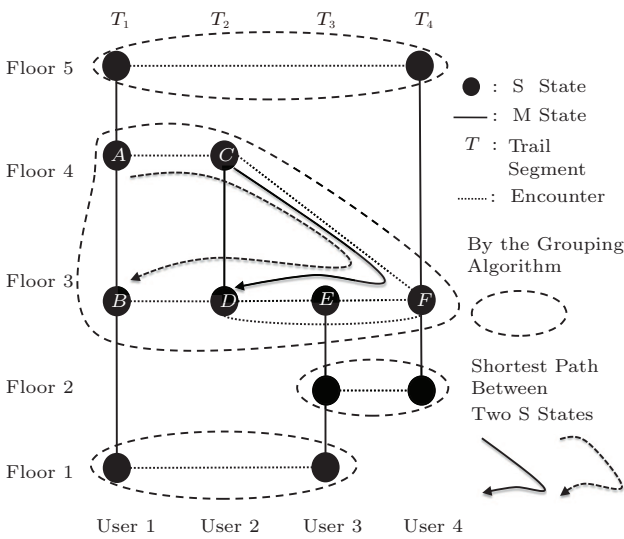 T1 T2 T3 T4
Floor 5
Floor 4
Floor 3
Floor 2
Floor 1
A C
B D E F
User 1 User 2 User 3 User 4
: S State
: M State
T : Trail
Segment
: Encounter
By the Grouping
Algorithm
Shortest Path
Between
Two S States